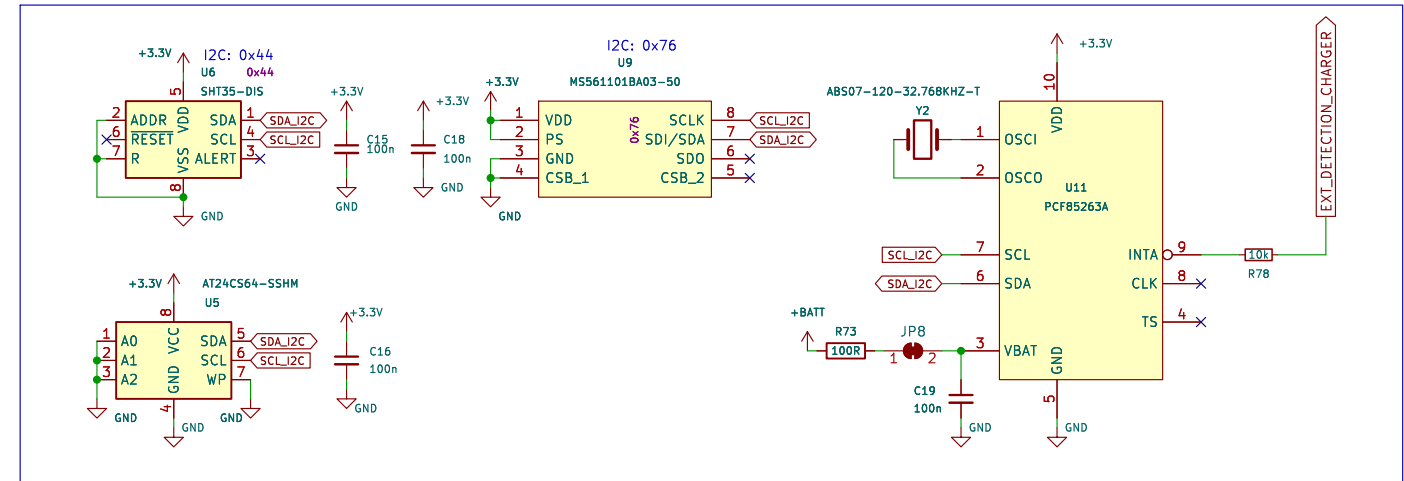 I2C: 0x44
+3.3V
U6
0x44
SHT35-DIS
5
VDD
2
ADDR
6
RESET
7
R
SDA
1
SDA_I2C
SCL
4
SCL_I2C
ALERT
3
VSS
8
GND
+3.3V
C15
100n
GND
+3.3V
C18
100n
GND
I2C: 0x76
U9
MS561101BA03-50
+3.3V
1
VDD
2
PS
3
GND
4
CSB_1
0x76
SCLK
8
SCL_I2C
SDI/SDA
7
SDA_I2C
SDO
6
CSB_2
5
GND
+3.3V
10
VDD
ABS07-120-32.768KHZ-T
Y2
1
OSCI
2
OSCO
U11
PCF85263A
SCL_I2C
7
SCL
SDA_I2C
6
SDA
INTA
9
CLK
8
TS
4
10k
R78
EXT_DETECTION_CHARGER
+BATT
R73
100R
JP8
1
2
3
VBAT
GND
5
GND
C19
100n
GND
+3.3V
AT24CS64-SSHM
U5
8
VCC
1
A0
2
A1
3
A2
SDA
5
SDA_I2C
SCL
6
SCL_I2C
WP
7
GND
4
GND
GND
GND
+3.3V
C16
100n
GND